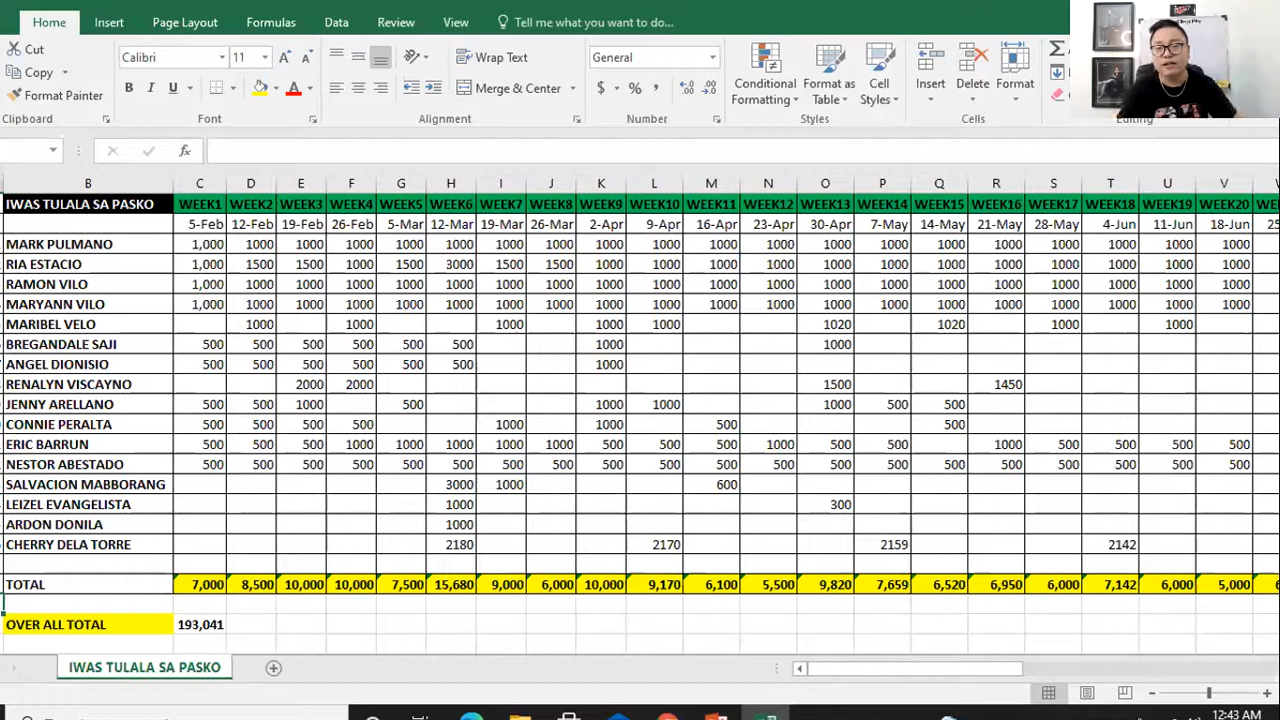 Home Insert Page Layout Formulas Data Review View Tell me what you want to do...
Cut
Copy
Format Painter
Calibri 11
B I U A
Wrap Text
Merge & Center
General
$ % ,
Conditional Formatting
Format as Table
Cell Styles
Insert
Delete
Format
Clipboard Font Alignment Number Styles Cells Editing
fx
B C D E F G H I J K L M N O P Q R S T U V
IWAS TULALA SA PASKO WEEK1 WEEK2 WEEK3 WEEK4 WEEK5 WEEK6 WEEK7 WEEK8 WEEK9 WEEK10 WEEK11 WEEK12 WEEK13 WEEK14 WEEK15 WEEK16 WEEK17 WEEK18 WEEK19 WEEK20
5-Feb 12-Feb 19-Feb 26-Feb 5-Mar 12-Mar 19-Mar 26-Mar 2-Apr 9-Apr 16-Apr 23-Apr 30-Apr 7-May 14-May 21-May 28-May 4-Jun 11-Jun 18-Jun
MARK PULMANO 1,000 1000 1000 1000 1000 1000 1000 1000 1000 1000 1000 1000 1000 1000 1000 1000 1000 1000 1000 1000
RIA ESTACIO 1,000 1500 1500 1000 1500 3000 1500 1500 1000 1000 1000 1000 1000 1000 1000 1000 1000 1000 1000 1000
RAMON VILO 1,000 1000 1000 1000 1000 1000 1000 1000 1000 1000 1000 1000 1000 1000 1000 1000 1000 1000 1000 1000
MARYANN VILO 1,000 1000 1000 1000 1000 1000 1000 1000 1000 1000 1000 1000 1000 1000 1000 1000 1000 1000 1000 1000
MARIBEL VELO 1000 1000 1000 1000 1000 1020 1020 1000 1000
BREGANDALE SAJI 500 500 500 500 500 500 1000 1000
ANGEL DIONISIO 500 500 500 500 500 500 1000
RENALYN VISCAYNO 2000 2000 1500 1450
JENNY ARELLANO 500 500 1000 500 1000 1000 1000 500 500
CONNIE PERALTA 500 500 500 500 1000 1000 500 500
ERIC BARRUN 500 500 500 1000 1000 1000 1000 1000 500 500 500 1000 500 500 1000 500 500 500 500
NESTOR ABESTADO 500 500 500 500 500 500 500 500 500 500 500 500 500 500 500 500 500 500 500 500
SALVACION MABBORANG 3000 1000 600
LEIZEL EVANGELISTA 1000 300
ARDON DONILA 1000
CHERRY DELA TORRE 2180 2170 2159 2142
TOTAL 7,000 8,500 10,000 10,000 7,500 15,680 9,000 6,000 10,000 9,170 6,100 5,500 9,820 7,659 6,520 6,950 6,000 7,142 6,000 5,000
OVER ALL TOTAL 193,041
IWAS TULALA SA PASKO
12:43 AM